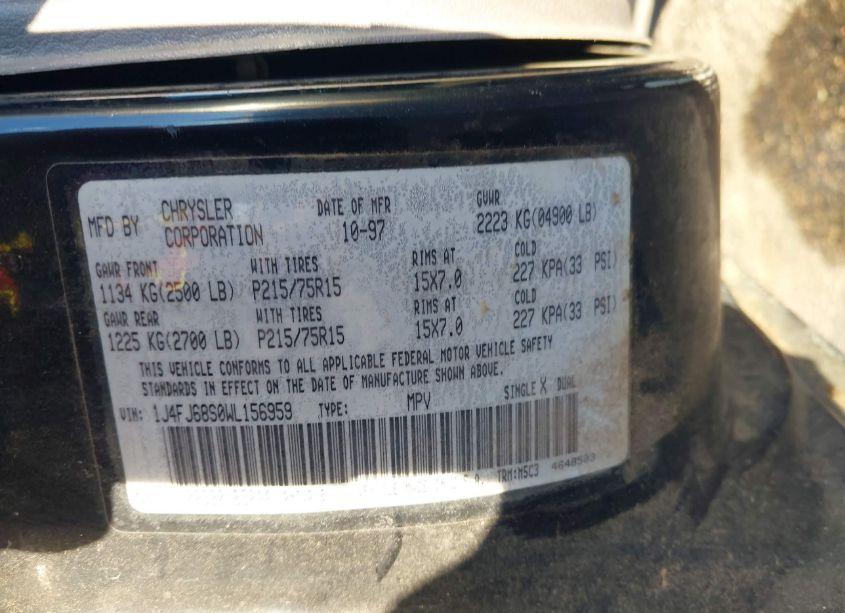 MFD BY CHRYSLER CORPORATION DATE OF MFR 10-97 GVWR 2223 KG(04900 LB)
GAWR FRONT WITH TIRES RIMS AT COLD
1134 KG(2500 LB) P215/75R15 15X7.0 227 KPA(33 PSI)
GAWR REAR WITH TIRES RIMS AT COLD
1225 KG(2700 LB) P215/75R15 15X7.0 227 KPA(33 PSI)
THIS VEHICLE CONFORMS TO ALL APPLICABLE FEDERAL MOTOR VEHICLE SAFETY
STANDARDS IN EFFECT ON THE DATE OF MANUFACTURE SHOWN ABOVE.
VIN: 1J4FJ68S0WL156959 TYPE: MPV SINGLE X DUAL
TRM:M5C3 4648503